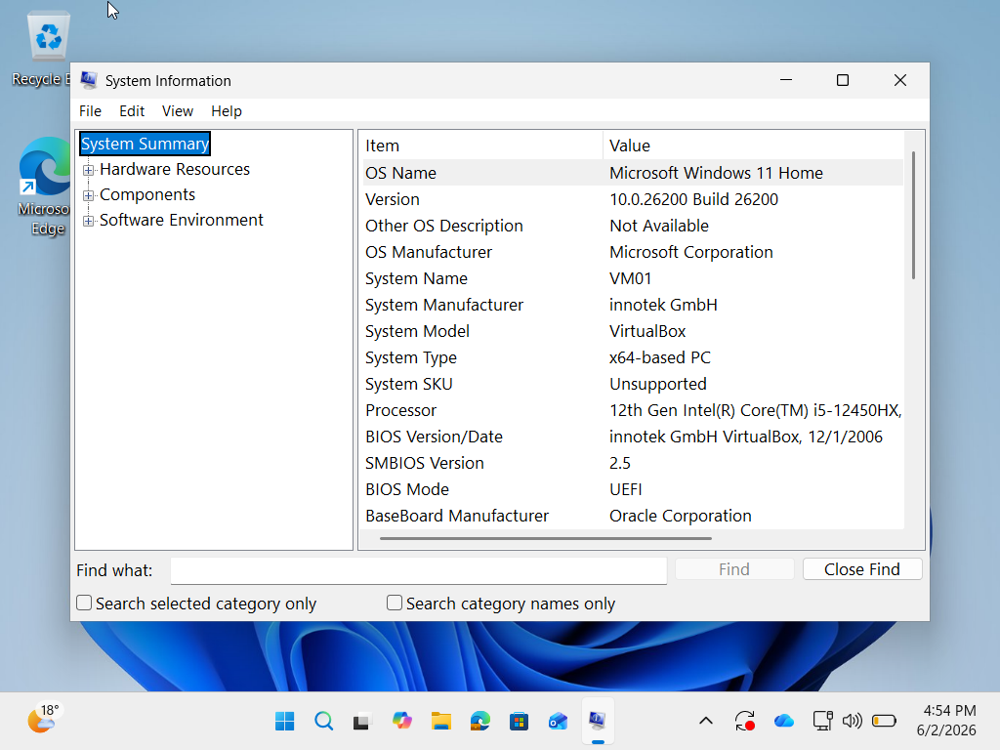 Recycle B
Microso
Edge
System Information
File Edit View Help
System Summary
Hardware Resources
Components
Software Environment
Item Value
OS Name Microsoft Windows 11 Home
Version 10.0.26200 Build 26200
Other OS Description Not Available
OS Manufacturer Microsoft Corporation
System Name VM01
System Manufacturer innotek GmbH
System Model VirtualBox
System Type x64-based PC
System SKU Unsupported
Processor 12th Gen Intel(R) Core(TM) i5-12450HX,
BIOS Version/Date innotek GmbH VirtualBox, 12/1/2006
SMBIOS Version 2.5
BIOS Mode UEFI
BaseBoard Manufacturer Oracle Corporation
Find what: Find Close Find
Search selected category only Search category names only
18°
4:54 PM
6/2/2026